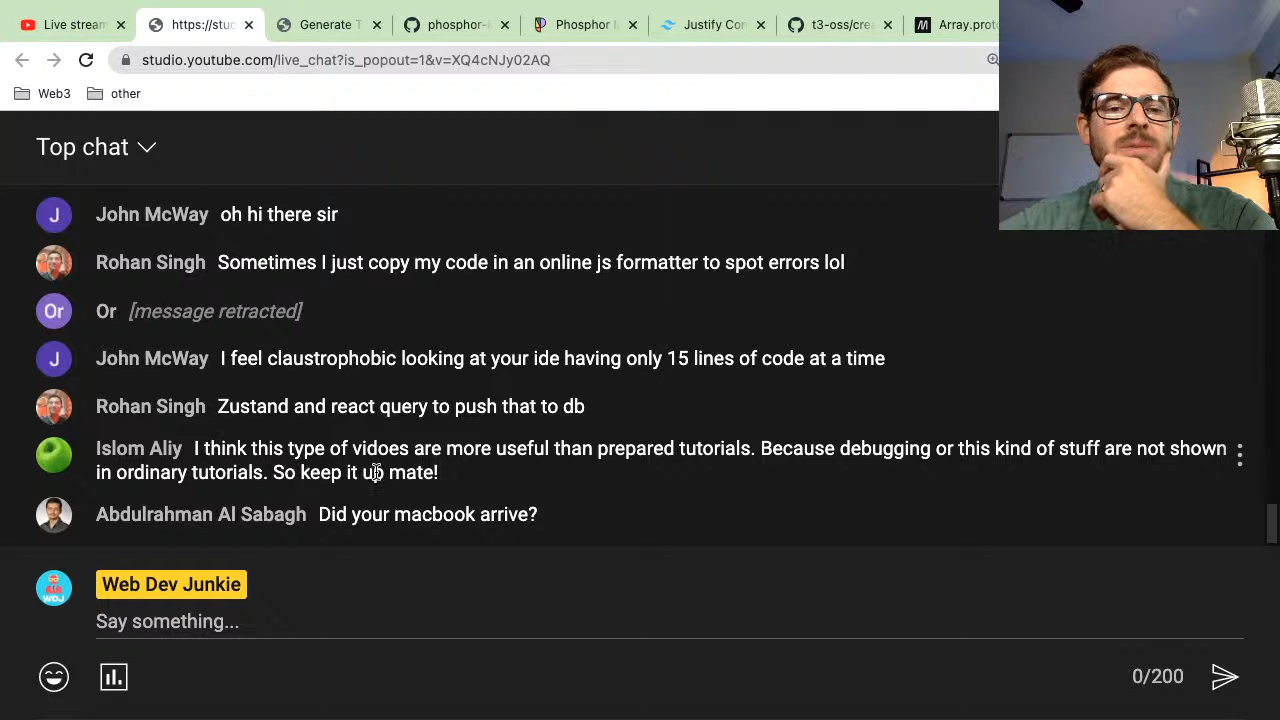 Live stream
https://stud
Generate T
phosphor-i
Phosphor I
Justify Con
t3-oss/crea
Array.proto
studio.youtube.com/live_chat?is_popout=1&v=XQ4cNJy02AQ
Web3
other
Top chat
J
John McWay oh hi there sir
Rohan Singh Sometimes I just copy my code in an online js formatter to spot errors lol
Or
Or [message retracted]
J
John McWay I feel claustrophobic looking at your ide having only 15 lines of code at a time
Rohan Singh Zustand and react query to push that to db
Islom Aliy I think this type of vidoes are more useful than prepared tutorials. Because debugging or this kind of stuff are not shown
in ordinary tutorials. So keep it up mate!
Abdulrahman Al Sabagh Did your macbook arrive?
WDJ
Web Dev Junkie
Say something...
0/200